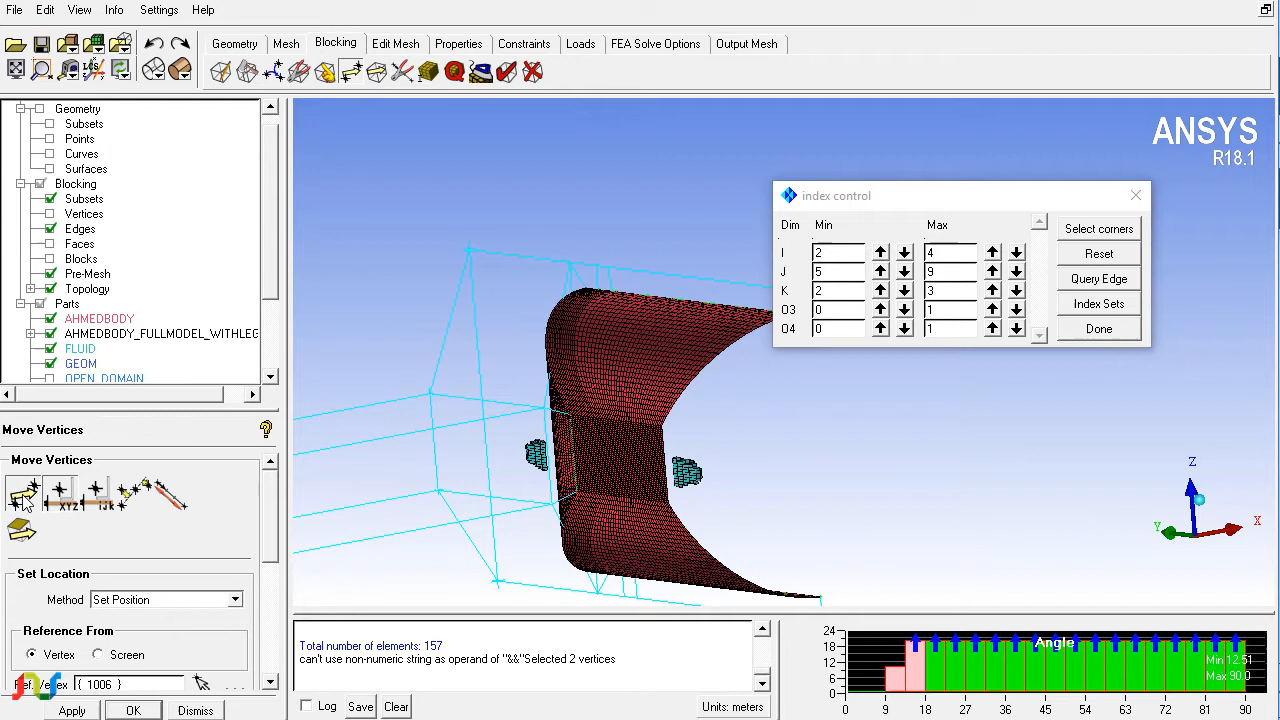 File Edit View Info Settings Help
Geometry Mesh Blocking Edit Mesh Properties Constraints Loads FEA Solve Options Output Mesh
LCS
Geometry
Subsets
Points
Curves
Surfaces
Blocking
Subsets
Vertices
Edges
Faces
Blocks
Pre-Mesh
Topology
Parts
AHMEDBODY
AHMEDBODY_FULLMODEL_WITHLEG
FLUID
GEOM
OPEN_DOMAIN
Move Vertices
Move Vertices
XYZ IJK
Set Location
Method Set Position
Reference From
Vertex Screen
Vertex { 1006 }
Apply OK Dismiss
ANSYS
R18.1
index control
Dim Min Max
I 2 4
J 5 9
K 2 3
O3 0 1
O4 0 1
Select corners
Reset
Query Edge
Index Sets
Done
Z
Y X
Total number of elements: 157
can't use non-numeric string as operand of "&&"Selected 2 vertices
Log Save Clear Units: meters
Angle
24
18
12
6
0
Min 12.51
Max 90.0
0 9 18 27 36 45 54 63 72 81 90